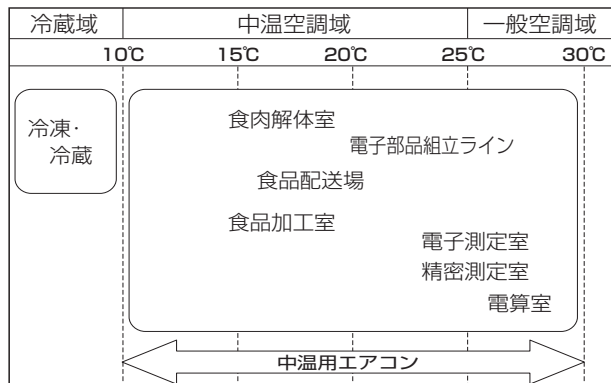 冷蔵域 中温空調域 一般空調域
10℃ 15℃ 20℃ 25℃ 30℃
冷凍・
冷蔵
食肉解体室
電子部品組立ライン
食品配送場
食品加工室
電子測定室
精密測定室
電算室
中温用エアコン